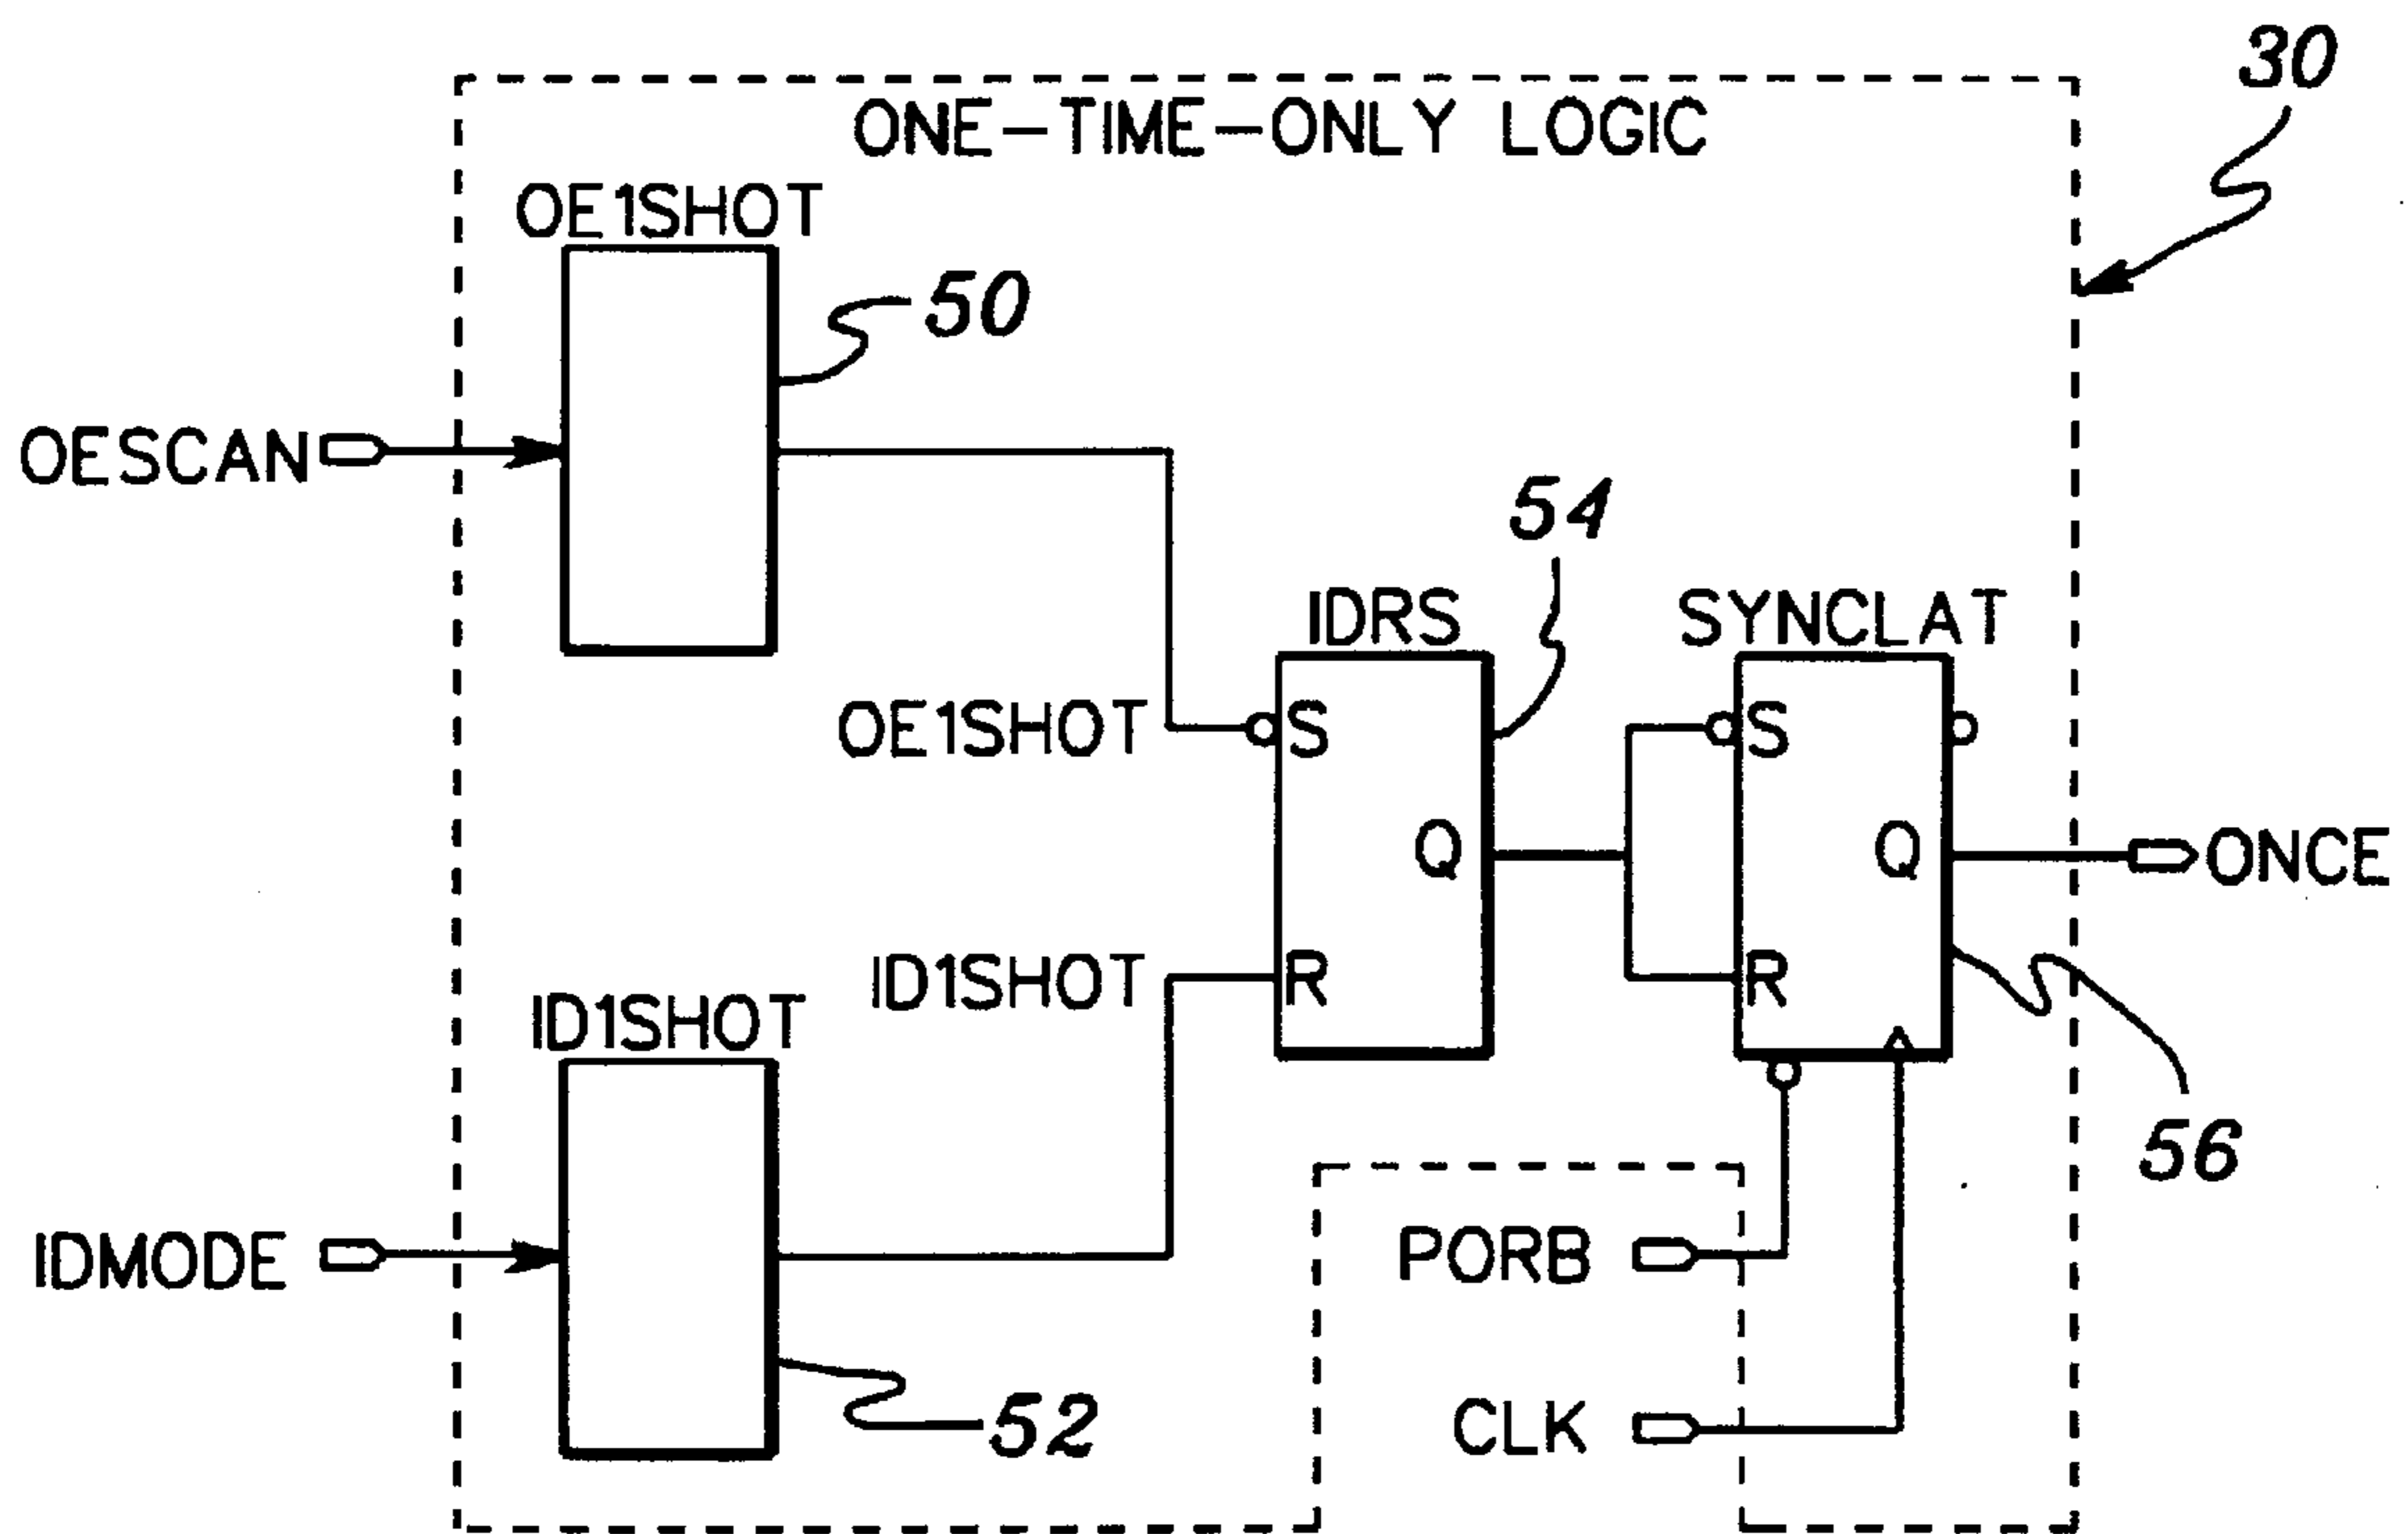 30
ONE-TIME-ONLY LOGIC
OE1SHOT
50
OESCAN
54
IDRS
SYNCLAT
OE1SHOT
S
S
Q
Q
ONCE
ID1SHOT
R
R
ID1SHOT
56
IDMODE
PORB
52
CLK